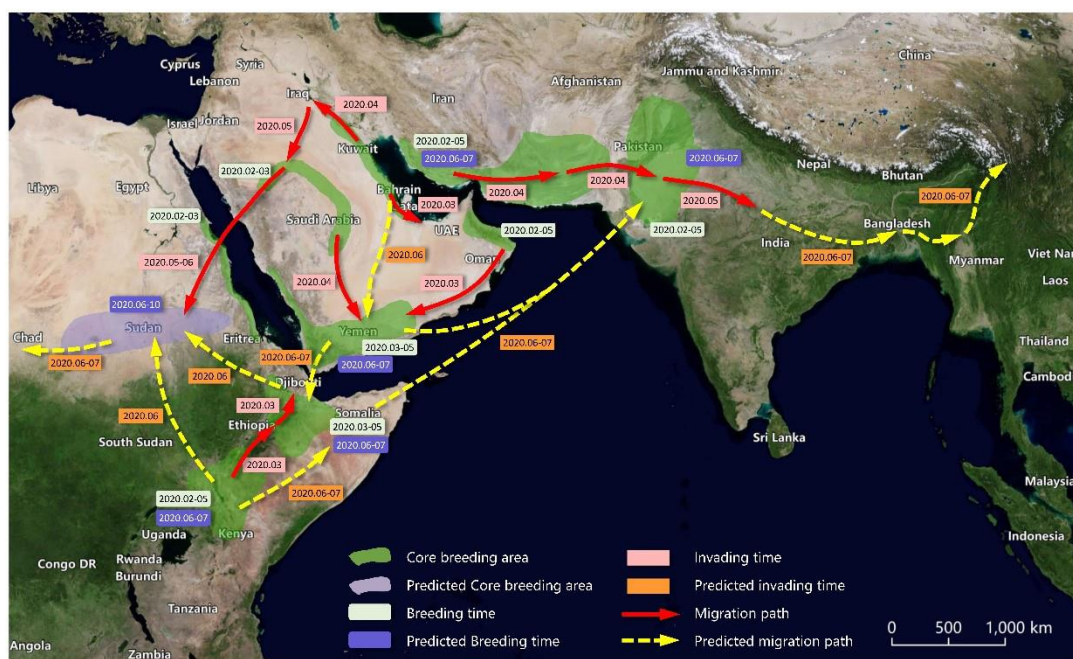 Cyprus
Syria
Lebanon
Israel
Jordan
Iraq
2020.04
Iran
Afghanistan
Jammu and Kashmir
China
2020.05
Kuwait
2020.02-03
2020.02-05
2020.06-07
Pakistan
2020.06-07
Nepal
Bhutan
Libya
Egypt
2020.02-03
Saudi Arabia
Bahrain
2020.03
UAE
2020.04
2020.04
2020.05
2020.02-05
2020.02-05
India
Bangladesh
2020.06-07
2020.06-07
Myanmar
Viet Nam
Laos
2020.05-06
2020.04
2020.06
Oman
2020.03
2020.06-10
Sudan
Chad
2020.06-07
Eritrea
Yemen
2020.03-05
2020.06-07
2020.06-07
2020.06-07
Thailand
Cambod
2020.06
Djibouti
2020.03
Ethiopia
Somalia
2020.03-05
2020.06-07
2020.06
South Sudan
2020.03
2020.06-07
Sri Lanka
Malaysia
2020.02-05
2020.06-07
Uganda
Kenya
Indonesia
Congo DR
Rwanda
Burundi
Tanzania
Angola
Zambia
Core breeding area
Invading time
Predicted Core breeding area
Predicted invading time
Breeding time
Migration path
Predicted Breeding time
Predicted migration path
0 500 1,000 km